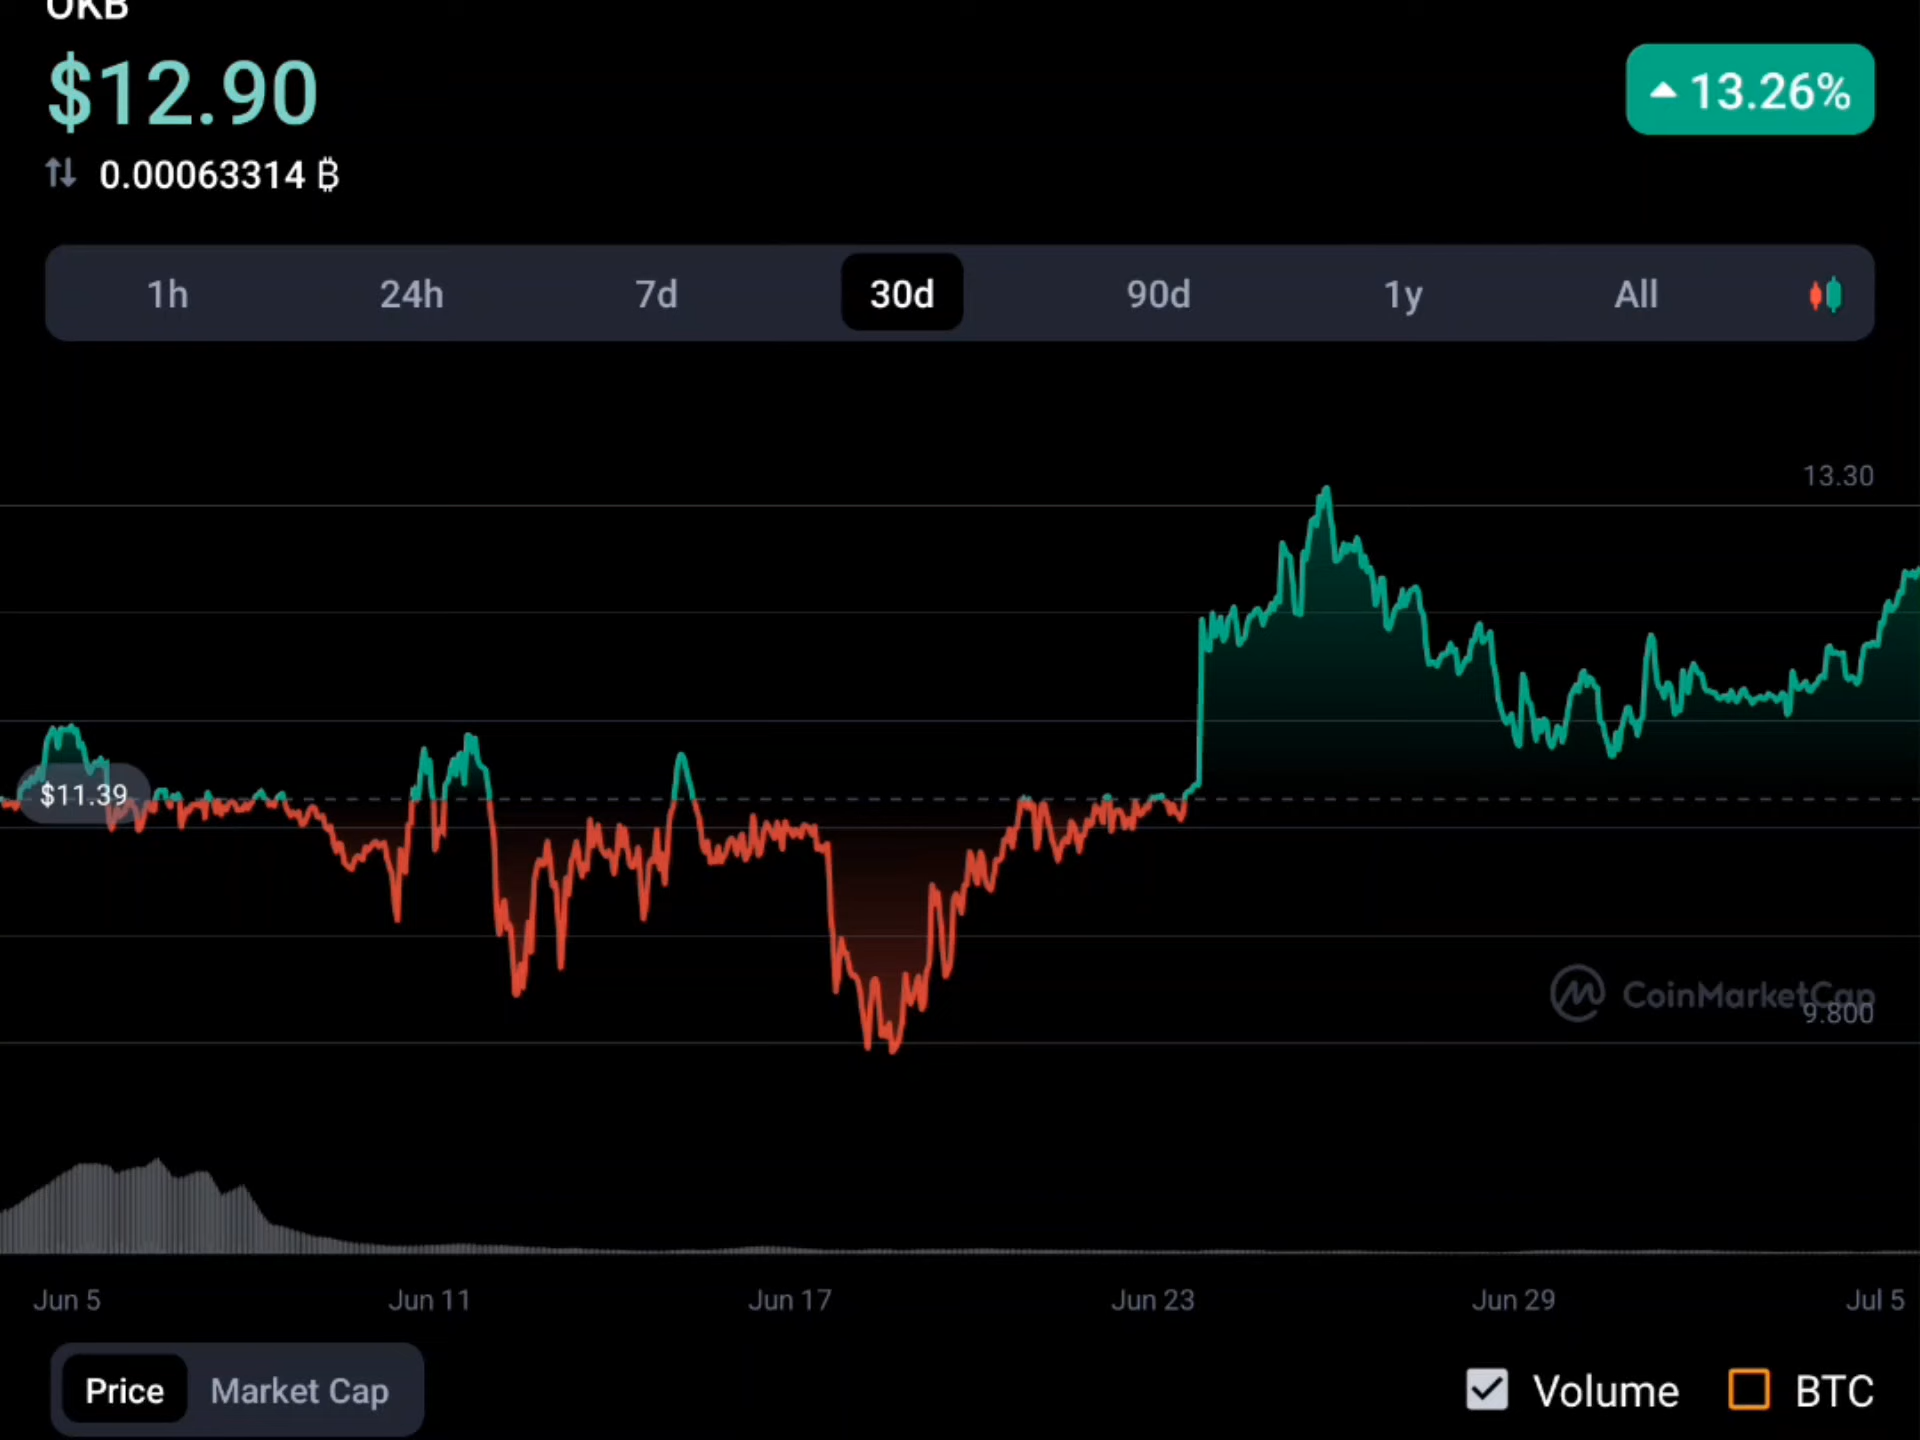 OKB
$12.90
13.26%
0.00063314 ₿
1h 24h 7d 30d 90d 1y All
13.30
$11.39
CoinMarketCap
9.800
Jun 5 Jun 11 Jun 17 Jun 23 Jun 29 Jul 5
Price Market Cap Volume BTC